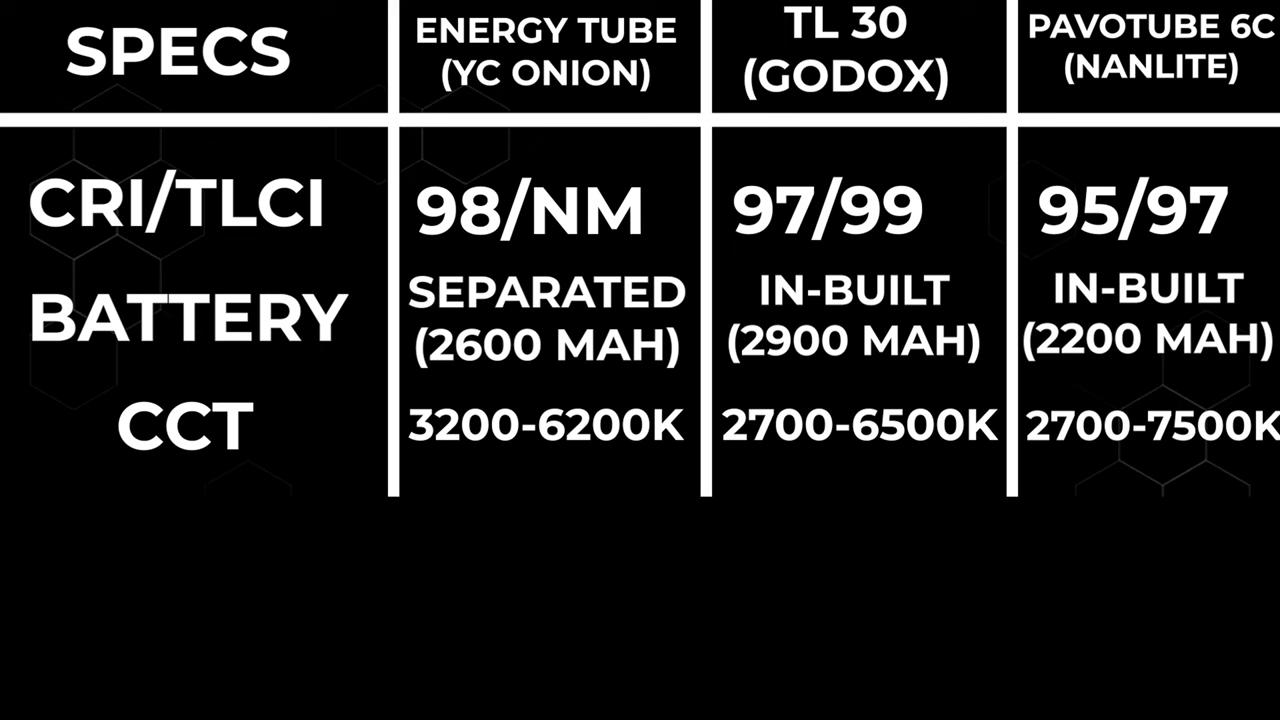 SPECS
ENERGY TUBE
(YC ONION)
TL 30
(GODOX)
PAVOTUBE 6C
(NANLITE)
CRI/TLCI
98/NM
97/99
95/97
BATTERY
SEPARATED
(2600 MAH)
IN-BUILT
(2900 MAH)
IN-BUILT
(2200 MAH)
CCT
3200-6200K
2700-6500K
2700-7500K